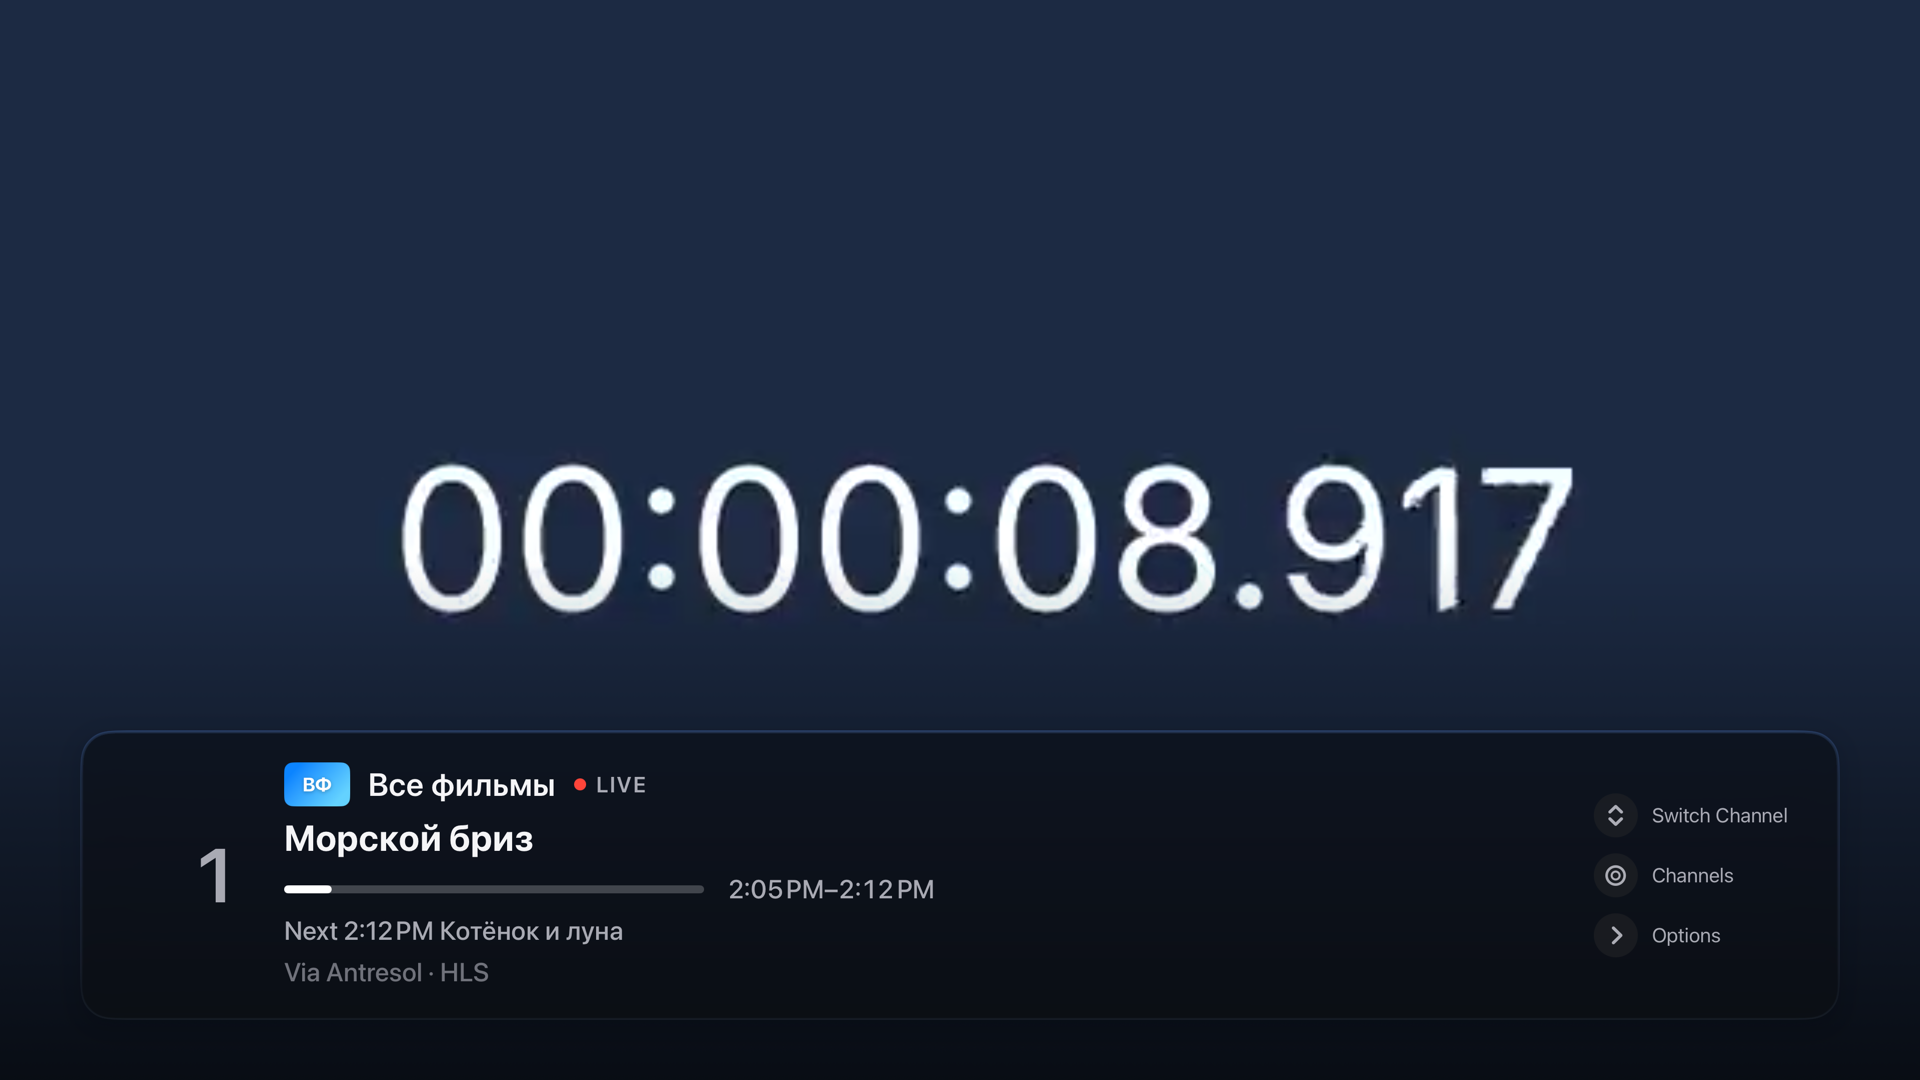 00:00:08.917
ВФ Все фильмы LIVE
Морской бриз
1
2:05 PM–2:12 PM
Next 2:12 PM Котёнок и луна
Via Antresol · HLS
Switch Channel
Channels
Options